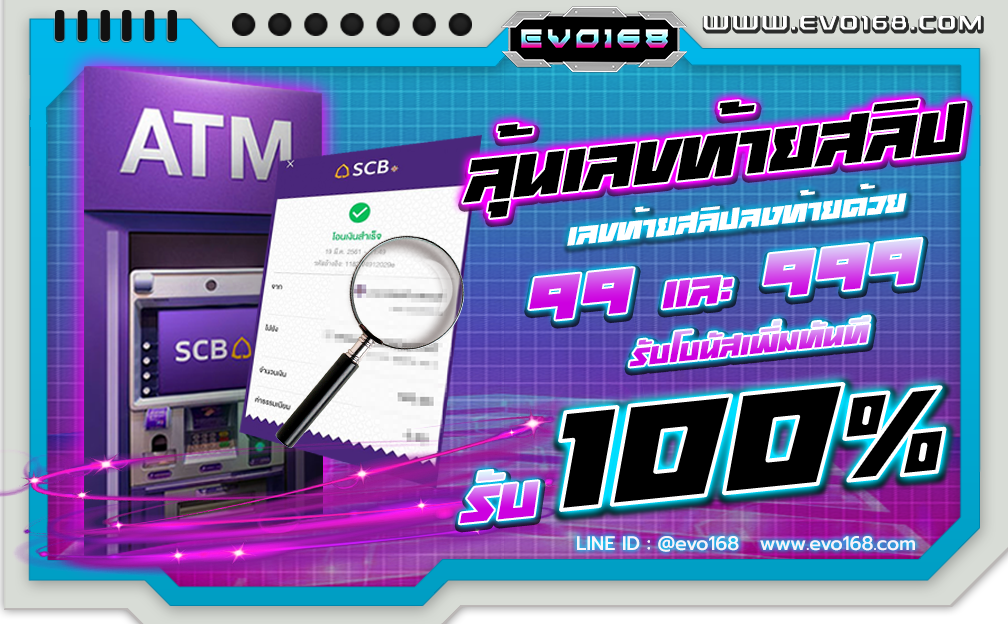 EVO168
WWW.EVO168.COM
ATM
SCB
โอนเงินสำเร็จ
จาก
ไปยัง
จำนวนเงิน
ค่าธรรมเนียม
SCB
ลุ้นเลขท้ายสลิป
เลขท้ายสลิปลงท้ายด้วย
99 และ 999
รับโบนัสเพิ่มทันที
รับ 100%
LINE ID : @evo168 www.evo168.com